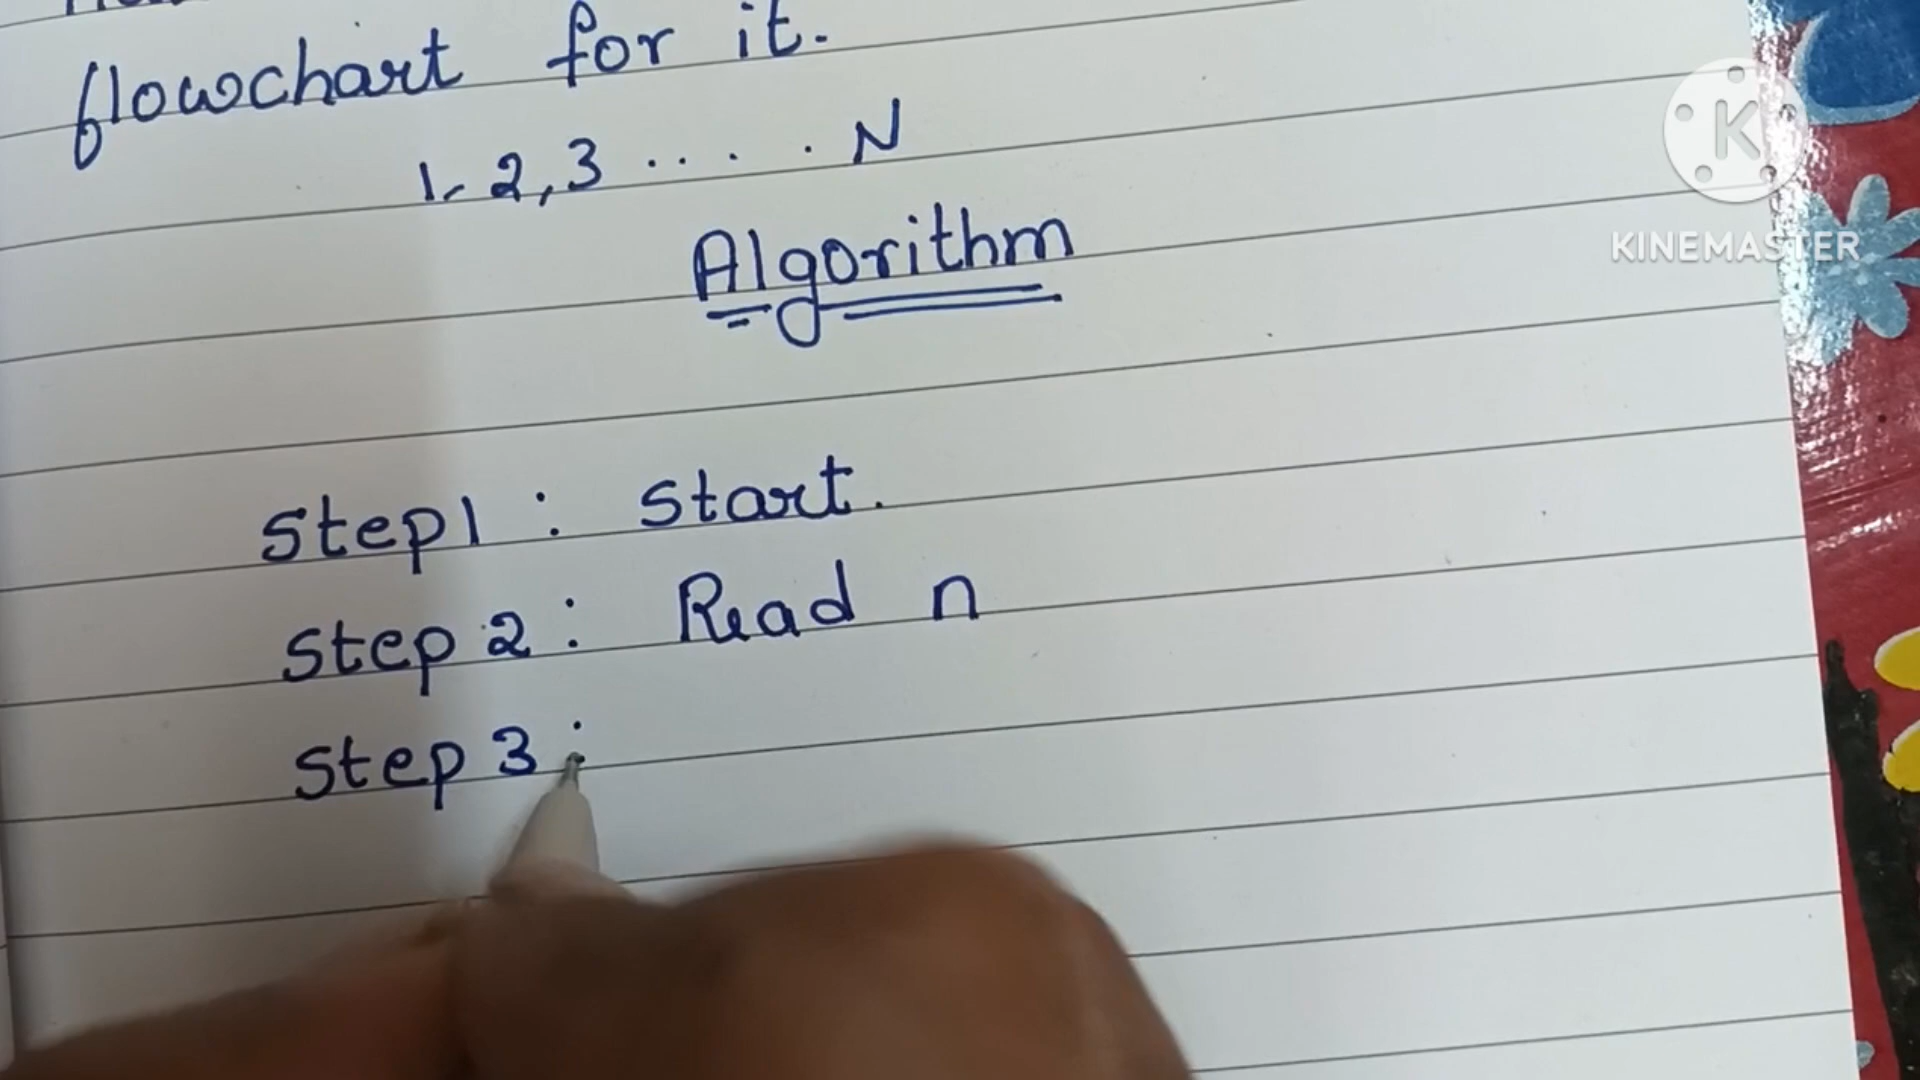 flowchart for it.
1, 2, 3 . . . . . N
Algorithm
Step1 : Start.
Step 2 : Read n
Step 3 :
K
KINEMASTER